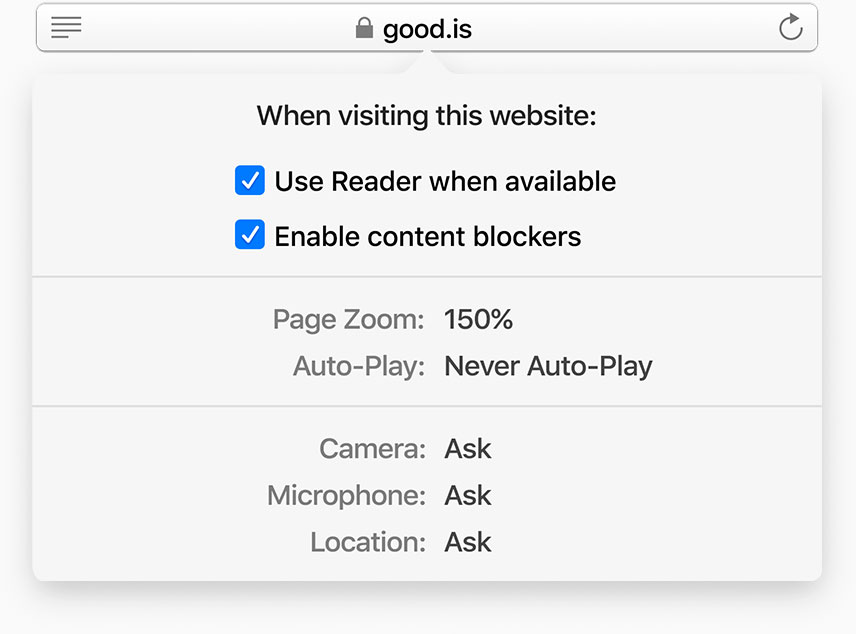 good.is
When visiting this website:
Use Reader when available
Enable content blockers
Page Zoom: 150%
Auto-Play: Never Auto-Play
Camera: Ask
Microphone: Ask
Location: Ask